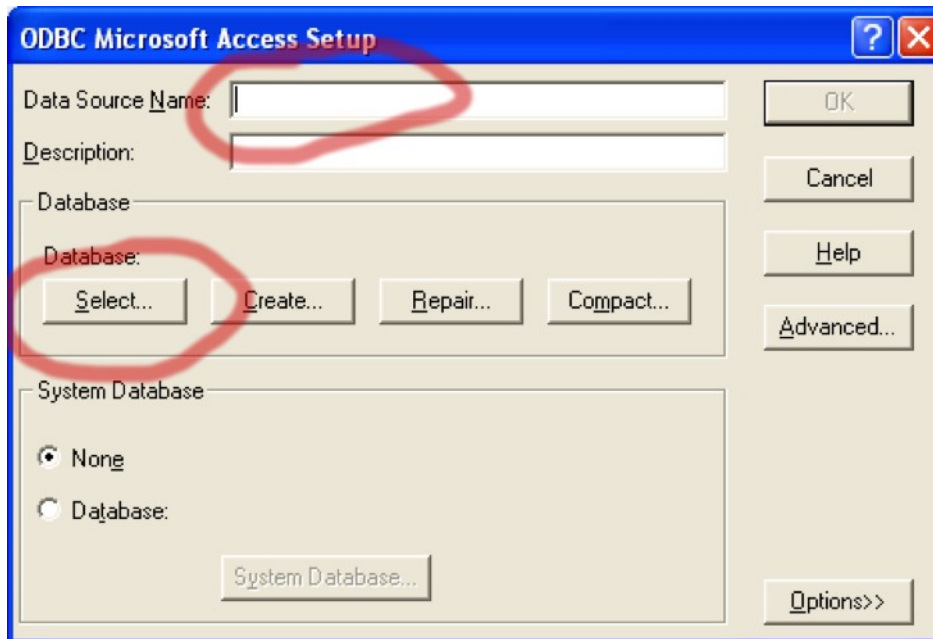 ODBC Microsoft Access Setup
Data Source Name:
OK
Description:
Cancel
Database
Database:
Help
Select...
Create...
Repair...
Compact...
Advanced...
System Database
None
Database:
System Database...
Options>>